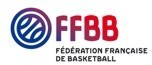 FFBB
FÉDÉRATION FRANÇAISE
DE BASKETBALL